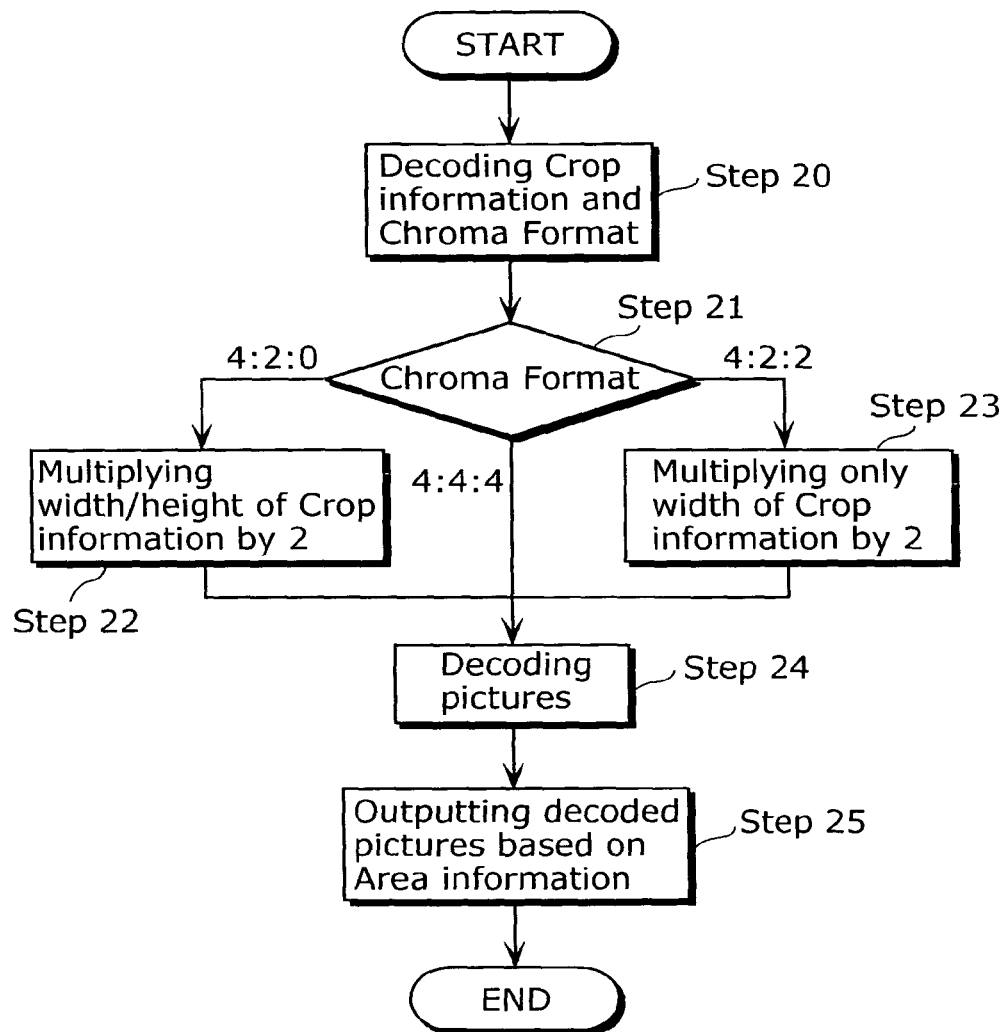 START
Decoding Crop
information and
Chroma Format
Step 20
Step 21
4:2:0
Chroma Format
4:2:2
Step 23
Multiplying
width/height of Crop
information by 2
4:4:4
Multiplying only
width of Crop
information by 2
Step 22
Decoding
pictures
Step 24
Outputting decoded
pictures based on
Area information
Step 25
END